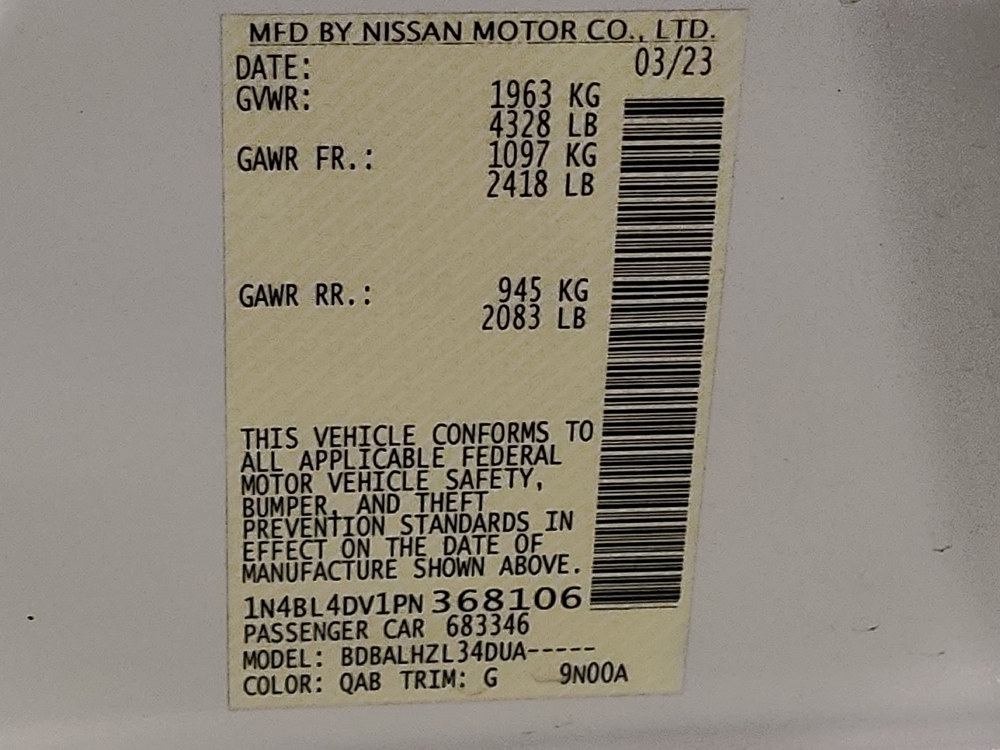 MFD BY NISSAN MOTOR CO., LTD.
DATE: 03/23
GVWR: 1963 KG
4328 LB
GAWR FR.: 1097 KG
2418 LB
GAWR RR.: 945 KG
2083 LB
THIS VEHICLE CONFORMS TO
ALL APPLICABLE FEDERAL
MOTOR VEHICLE SAFETY,
BUMPER, AND THEFT
PREVENTION STANDARDS IN
EFFECT ON THE DATE OF
MANUFACTURE SHOWN ABOVE.
1N4BL4DV1PN368106
PASSENGER CAR 683346
MODEL: BDBALHZL34DUA-----
COLOR: QAB TRIM: G 9N00A